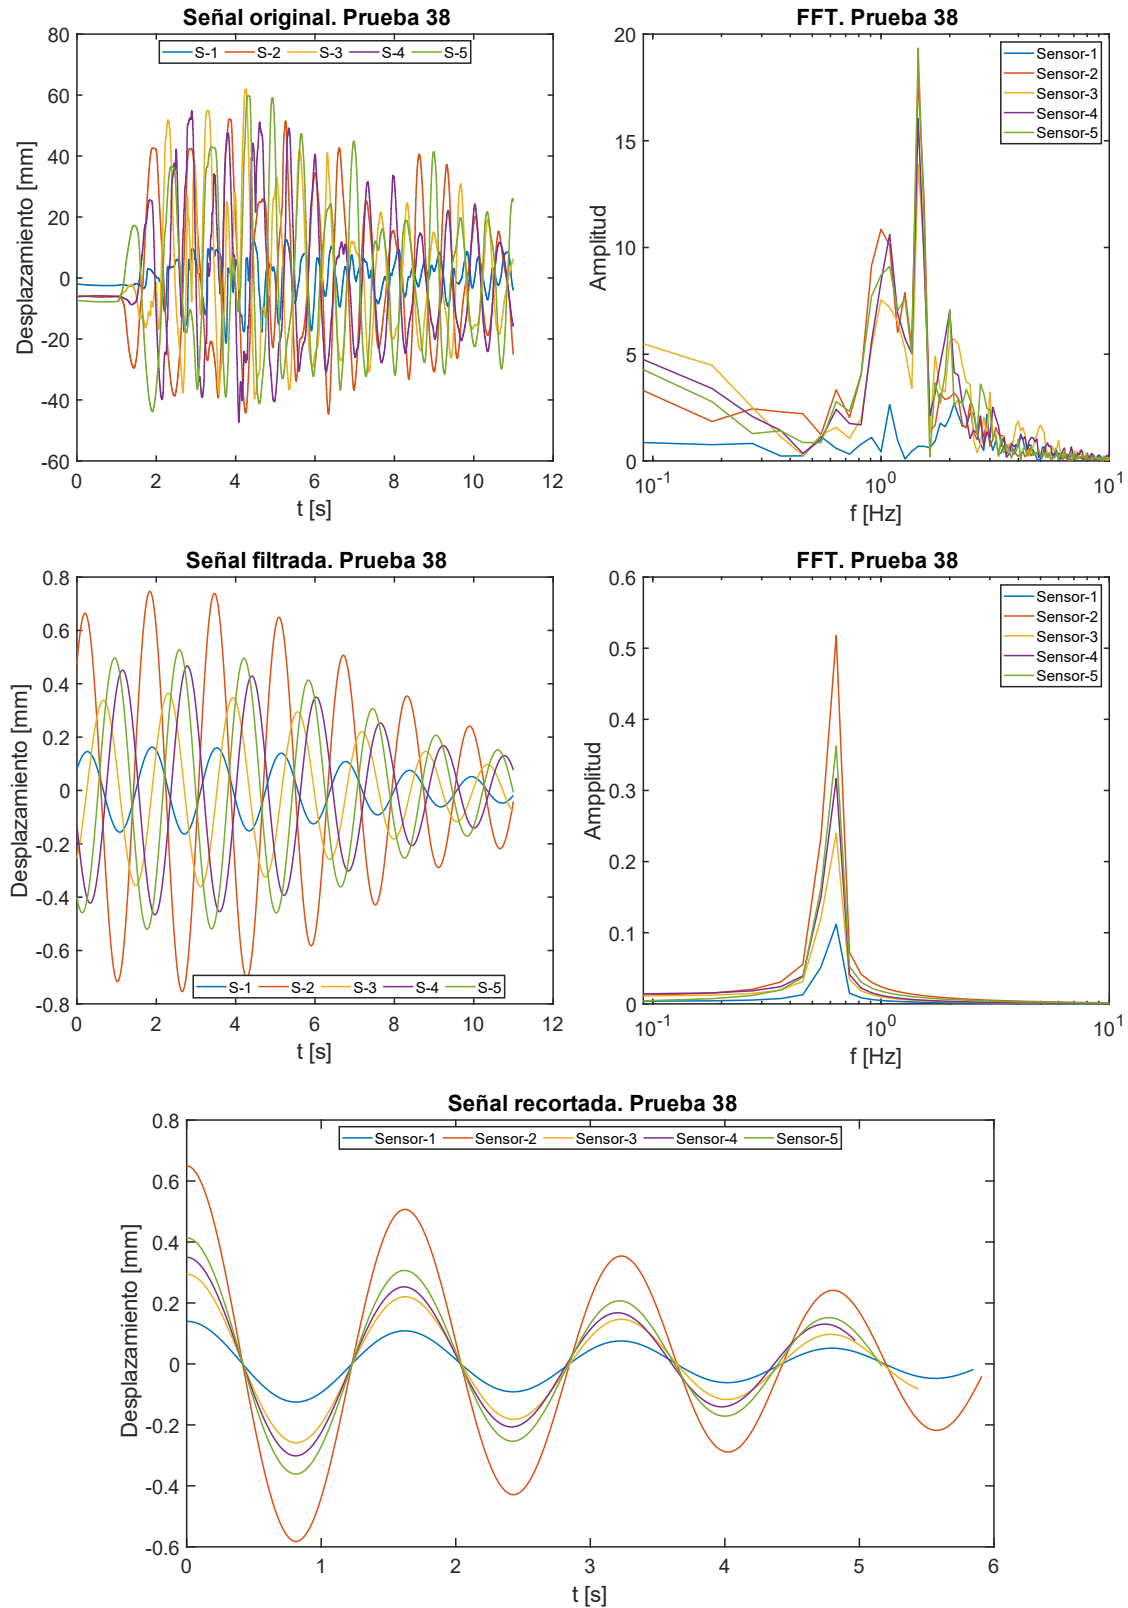 Señal original. Prueba 38
S-1 S-2 S-3 S-4 S-5
80
60
40
20
0
-20
-40
-60
Desplazamiento [mm]
0 2 4 6 8 10 12
t [s]
FFT. Prueba 38
Sensor-1
Sensor-2
Sensor-3
Sensor-4
Sensor-5
20
15
10
5
0
Amplitud
10^-1 10^0 10^1
f [Hz]
Señal filtrada. Prueba 38
0.8
0.6
0.4
0.2
0
-0.2
-0.4
-0.6
-0.8
Desplazamiento [mm]
S-1 S-2 S-3 S-4 S-5
0 2 4 6 8 10 12
t [s]
FFT. Prueba 38
Sensor-1
Sensor-2
Sensor-3
Sensor-4
Sensor-5
0.6
0.5
0.4
0.3
0.2
0.1
0
Ampplitud
10^-1 10^0 10^1
f [Hz]
Señal recortada. Prueba 38
Sensor-1 Sensor-2 Sensor-3 Sensor-4 Sensor-5
0.8
0.6
0.4
0.2
0
-0.2
-0.4
-0.6
Desplazamiento [mm]
0 1 2 3 4 5 6
t [s]